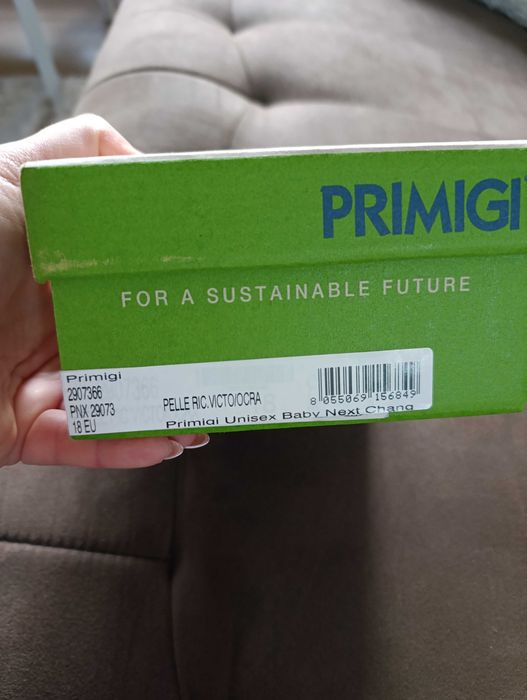 PRIMIGI
FOR A SUSTAINABLE FUTURE
Primigi
2907366
PNX 29073
18 EU
PELLE RIC.VICTO/OCRA
8 055069 156849
Primigi Unisex Baby Next Chang